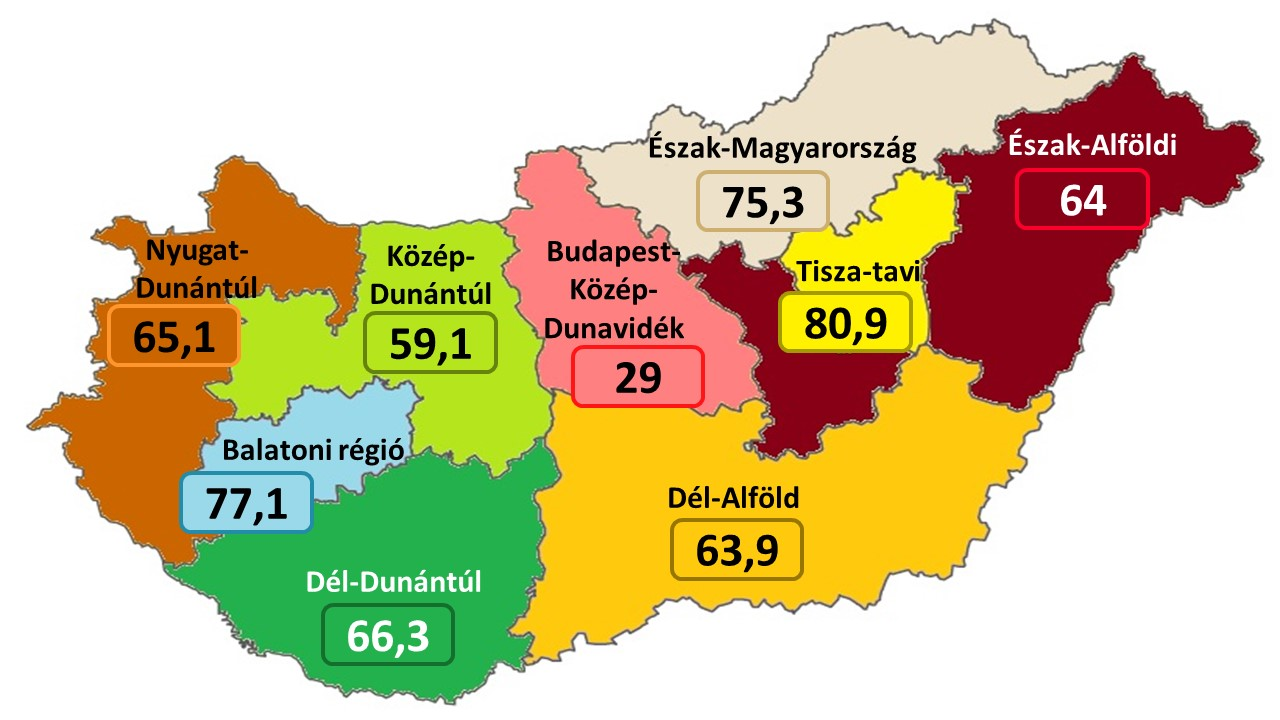 Észak-Magyarország
75,3
Észak-Alföldi
64
Nyugat-
Dunántúl
65,1
Közép-
Dunántúl
59,1
Budapest-
Közép-
Dunavidék
29
Tisza-tavi
80,9
Balatoni régió
77,1
Dél-Alföld
63,9
Dél-Dunántúl
66,3